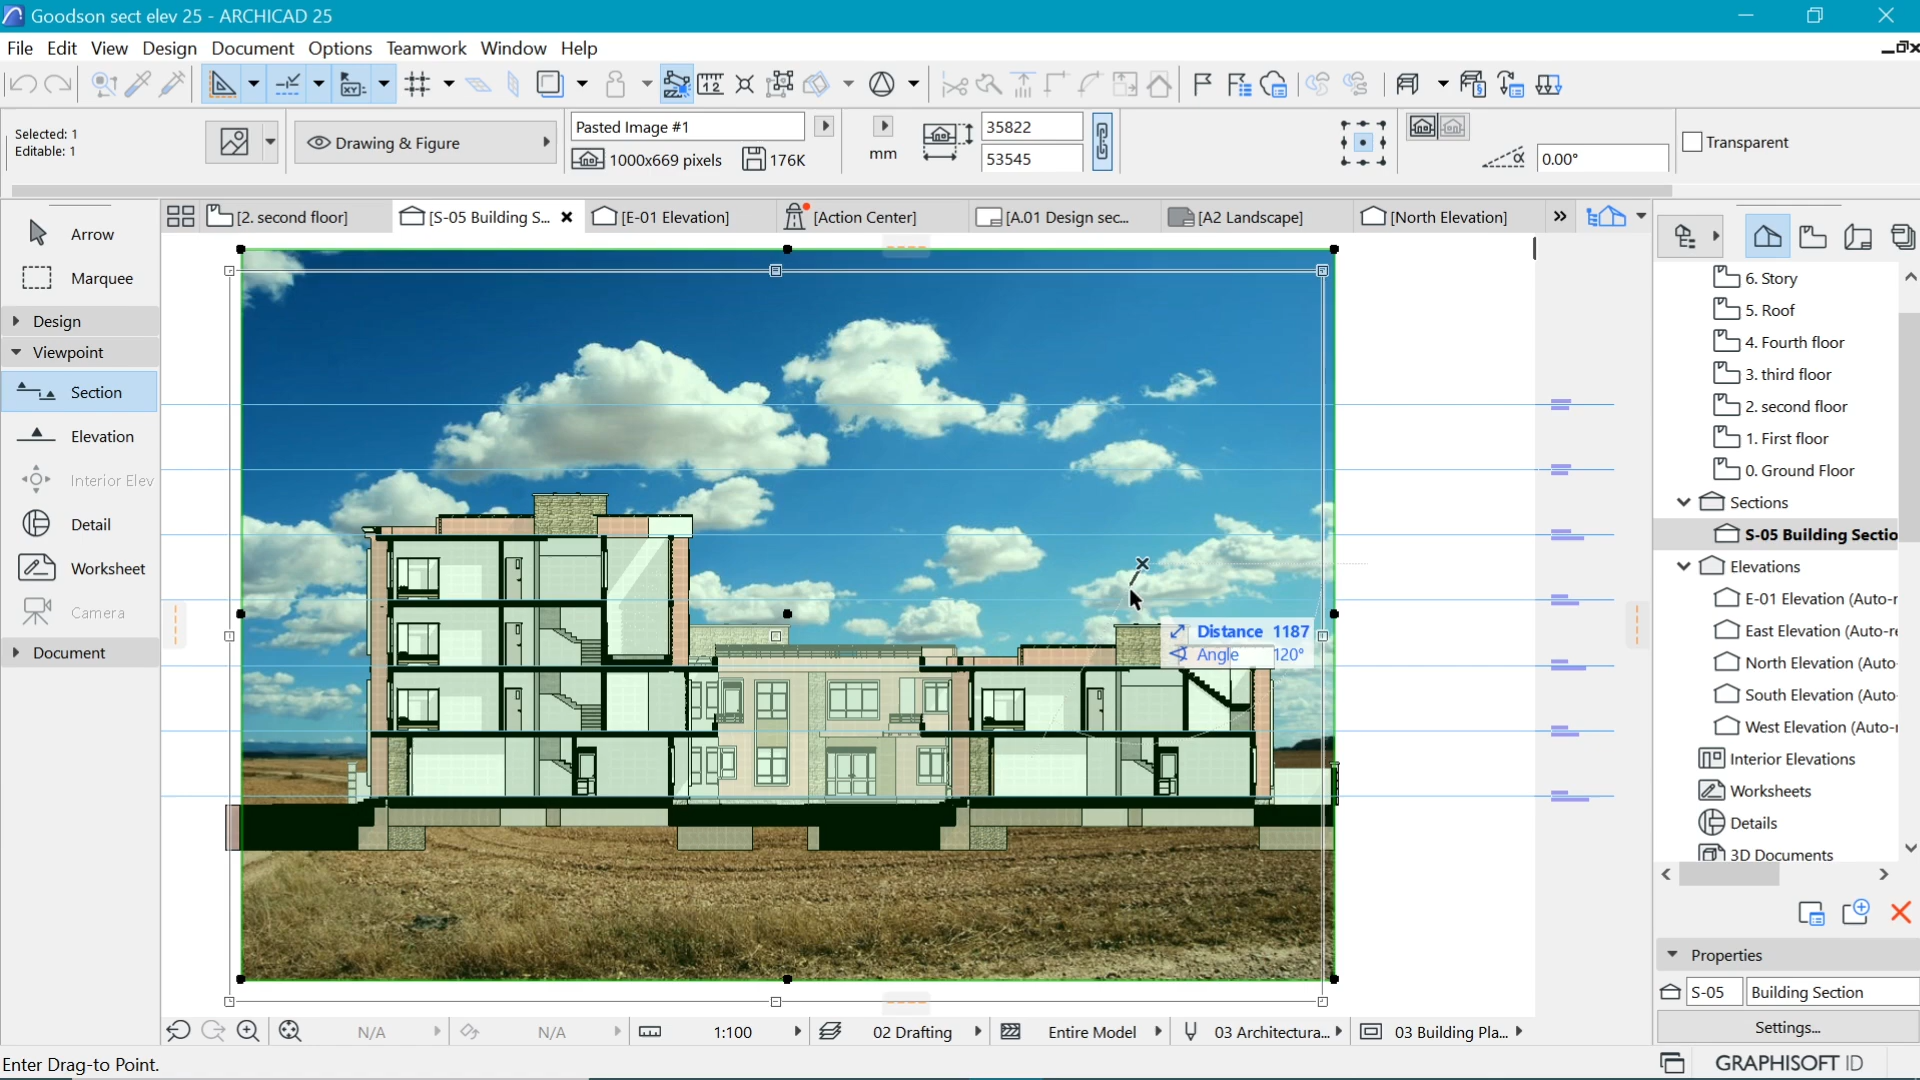 Goodson sect elev 25 - ARCHICAD 25
File Edit View Design Document Options Teamwork Window Help
Selected: 1
Editable: 1
Drawing & Figure
Pasted Image #1
1000x669 pixels 176K
mm
35822
53545
α 0.00°
Transparent
[2. second floor]
[S-05 Building S...
[E-01 Elevation]
[Action Center]
[A.01 Design sec...
[A2 Landscape]
[North Elevation]
Arrow
Marquee
Design
Viewpoint
Section
Elevation
Interior Elev
Detail
Worksheet
Camera
Document
Distance 1187
Angle 120°
6. Story
5. Roof
4. Fourth floor
3. third floor
2. second floor
1. First floor
0. Ground Floor
Sections
S-05 Building Sectio
Elevations
E-01 Elevation (Auto-r
East Elevation (Auto-re
North Elevation (Auto-
South Elevation (Auto-
West Elevation (Auto-r
Interior Elevations
Worksheets
Details
3D Documents
Properties
S-05 Building Section
Settings...
N/A N/A 1:100 02 Drafting Entire Model 03 Architectura... 03 Building Pla...
Enter Drag-to Point.
GRAPHISOFT ID